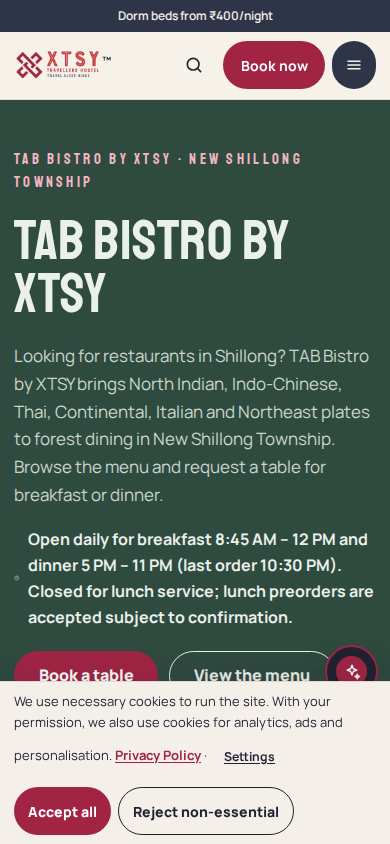 Dorm beds from ₹400/night
XTSY™
TRAVELLERS HOSTEL
Book now
TAB BISTRO BY XTSY · NEW SHILLONG
TOWNSHIP
TAB BISTRO BY
XTSY
Looking for restaurants in Shillong? TAB Bistro
by XTSY brings North Indian, Indo-Chinese,
Thai, Continental, Italian and Northeast plates
to forest dining in New Shillong Township.
Browse the menu and request a table for
breakfast or dinner.
Open daily for breakfast 8:45 AM – 12 PM and
dinner 5 PM – 11 PM (last order 10:30 PM).
Closed for lunch service; lunch preorders are
accepted subject to confirmation.
Book a table
View the menu
We use necessary cookies to run the site. With your
permission, we also use cookies for analytics, ads and
personalisation. Privacy Policy · Settings
Accept all
Reject non-essential